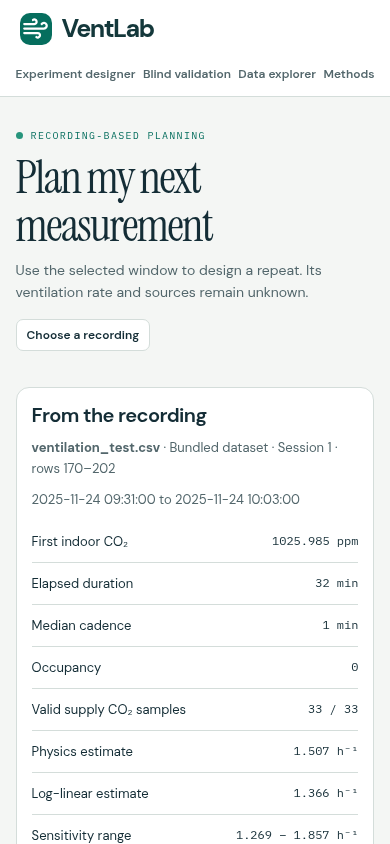 VentLab
Experiment designer Blind validation Data explorer Methods
RECORDING-BASED PLANNING
Plan my next
measurement
Use the selected window to design a repeat. Its
ventilation rate and sources remain unknown.
Choose a recording
From the recording
ventilation_test.csv · Bundled dataset · Session 1 ·
rows 170–202
2025-11-24 09:31:00 to 2025-11-24 10:03:00
First indoor CO₂ 1025.985 ppm
Elapsed duration 32 min
Median cadence 1 min
Occupancy 0
Valid supply CO₂ samples 33 / 33
Physics estimate 1.507 h⁻¹
Log-linear estimate 1.366 h⁻¹
Sensitivity range 1.269 – 1.857 h⁻¹